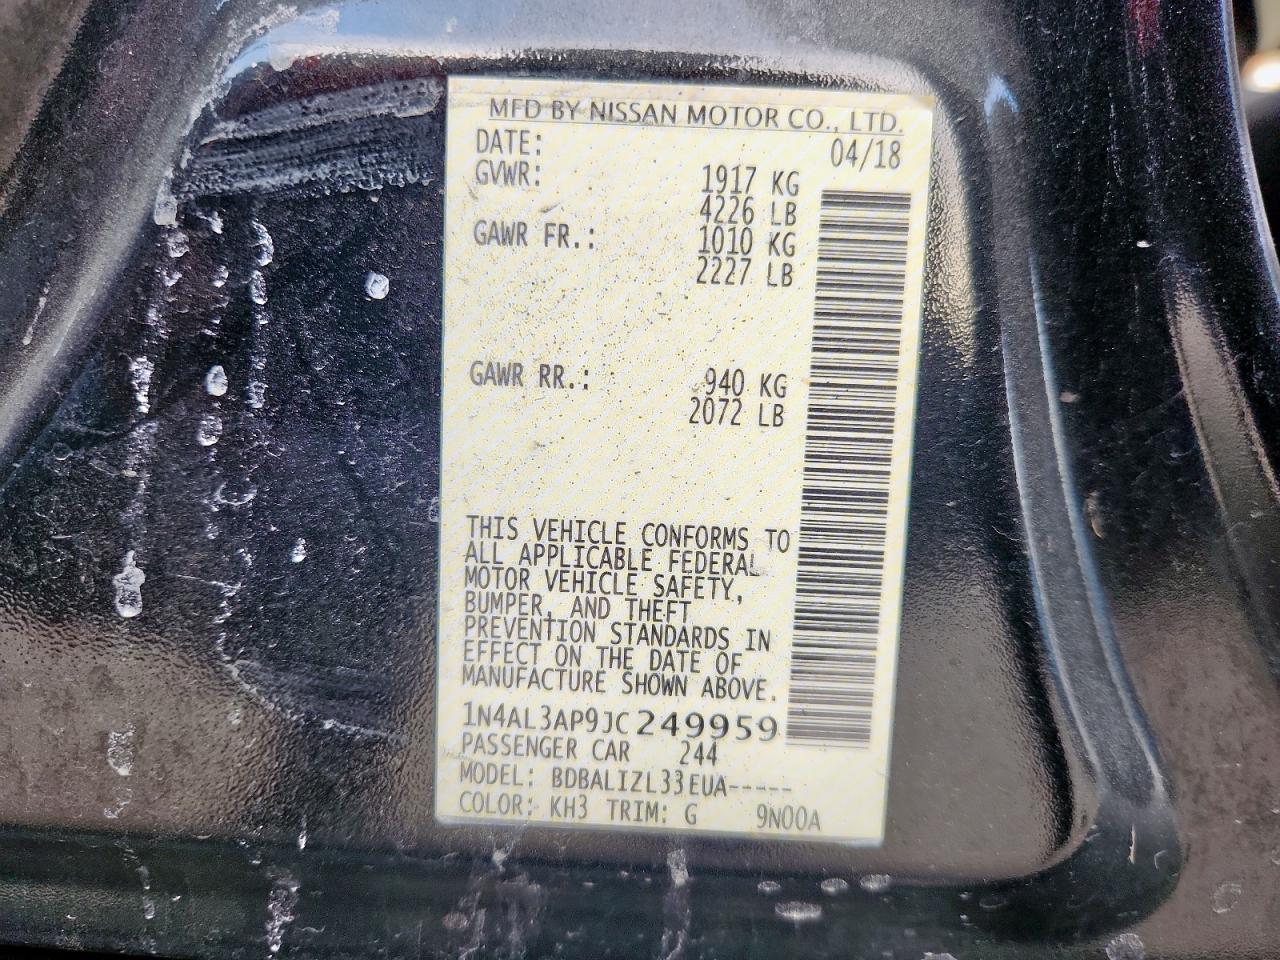 MFD BY NISSAN MOTOR CO., LTD.
DATE: 04/18
GVWR: 1917 KG
4226 LB
GAWR FR.: 1010 KG
2227 LB
GAWR RR.: 940 KG
2072 LB
THIS VEHICLE CONFORMS TO
ALL APPLICABLE FEDERAL
MOTOR VEHICLE SAFETY,
BUMPER, AND THEFT
PREVENTION STANDARDS IN
EFFECT ON THE DATE OF
MANUFACTURE SHOWN ABOVE.
1N4AL3AP9JC249959
PASSENGER CAR 244
MODEL: BDBALIZL33EUA-----
COLOR: KH3 TRIM: G 9N00A